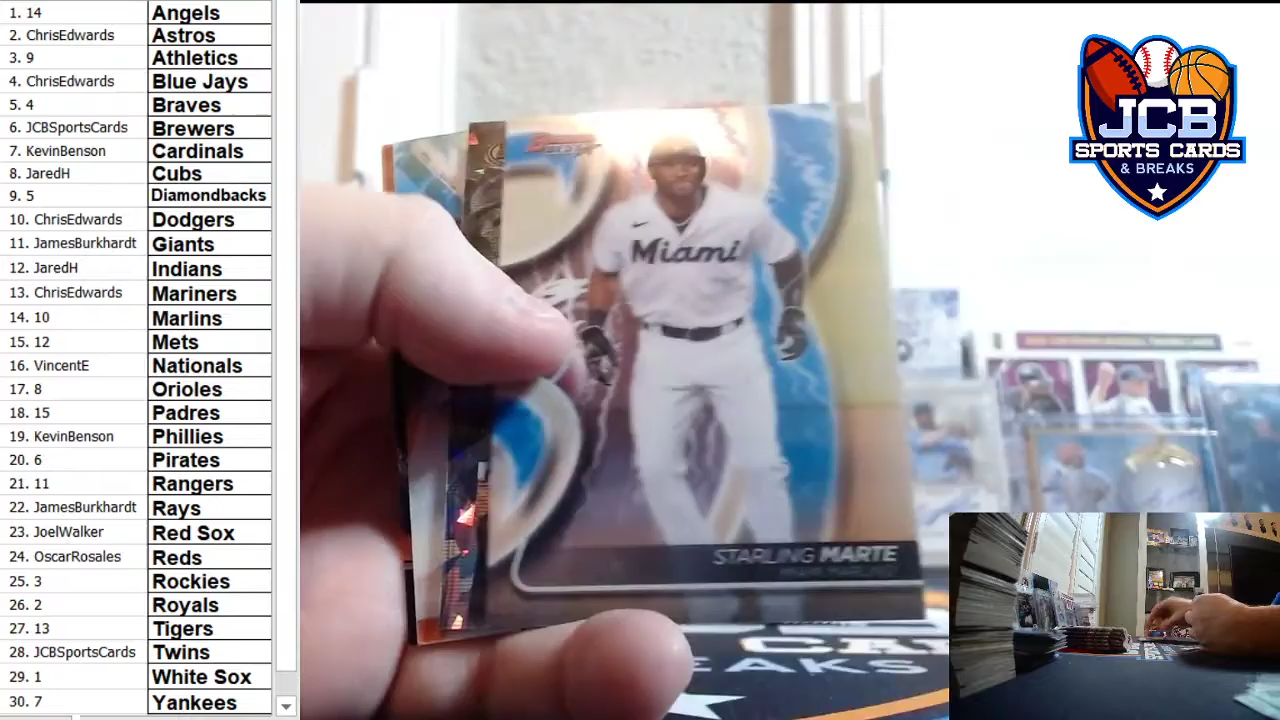 1. 14 Angels
2. ChrisEdwards Astros
3. 9 Athletics
4. ChrisEdwards Blue Jays
5. 4 Braves
6. JCBSportsCards Brewers
7. KevinBenson Cardinals
8. JaredH Cubs
9. 5 Diamondbacks
10. ChrisEdwards Dodgers
11. JamesBurkhardt Giants
12. JaredH Indians
13. ChrisEdwards Mariners
14. 10 Marlins
15. 12 Mets
16. VincentE Nationals
17. 8 Orioles
18. 15 Padres
19. KevinBenson Phillies
20. 6 Pirates
21. 11 Rangers
22. JamesBurkhardt Rays
23. JoelWalker Red Sox
24. OscarRosales Reds
25. 3 Rockies
26. 2 Royals
27. 13 Tigers
28. JCBSportsCards Twins
29. 1 White Sox
30. 7 Yankees
Miami
STARLING MARTE
JCB
SPORTS CARDS
& BREAKS